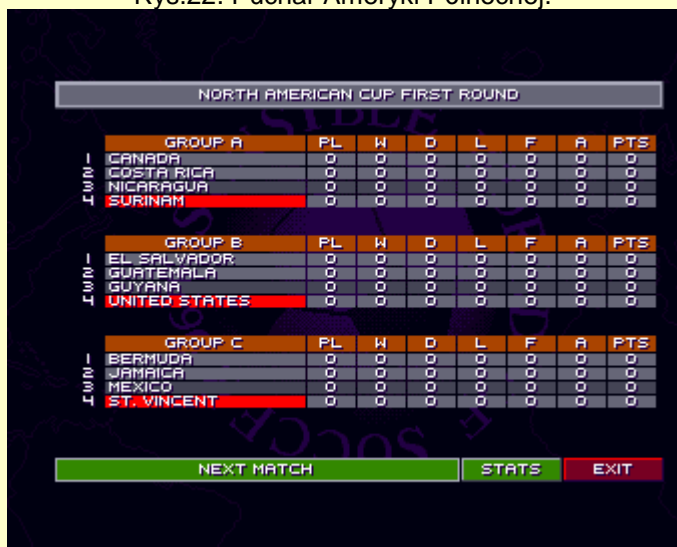 Rys.22. Puchar Ameryki Północnej.
NORTH AMERICAN CUP FIRST ROUND
GROUP A PL W D L F A PTS
1 CANADA 0 0 0 0 0 0 0
2 COSTA RICA 0 0 0 0 0 0 0
3 NICARAGUA 0 0 0 0 0 0 0
4 SURINAM 0 0 0 0 0 0 0
GROUP B PL W D L F A PTS
1 EL SALVADOR 0 0 0 0 0 0 0
2 GUATEMALA 0 0 0 0 0 0 0
3 GUYANA 0 0 0 0 0 0 0
4 UNITED STATES 0 0 0 0 0 0 0
GROUP C PL W D L F A PTS
1 BERMUDA 0 0 0 0 0 0 0
2 JAMAICA 0 0 0 0 0 0 0
3 MEXICO 0 0 0 0 0 0 0
4 ST. VINCENT 0 0 0 0 0 0 0
NEXT MATCH STATS EXIT